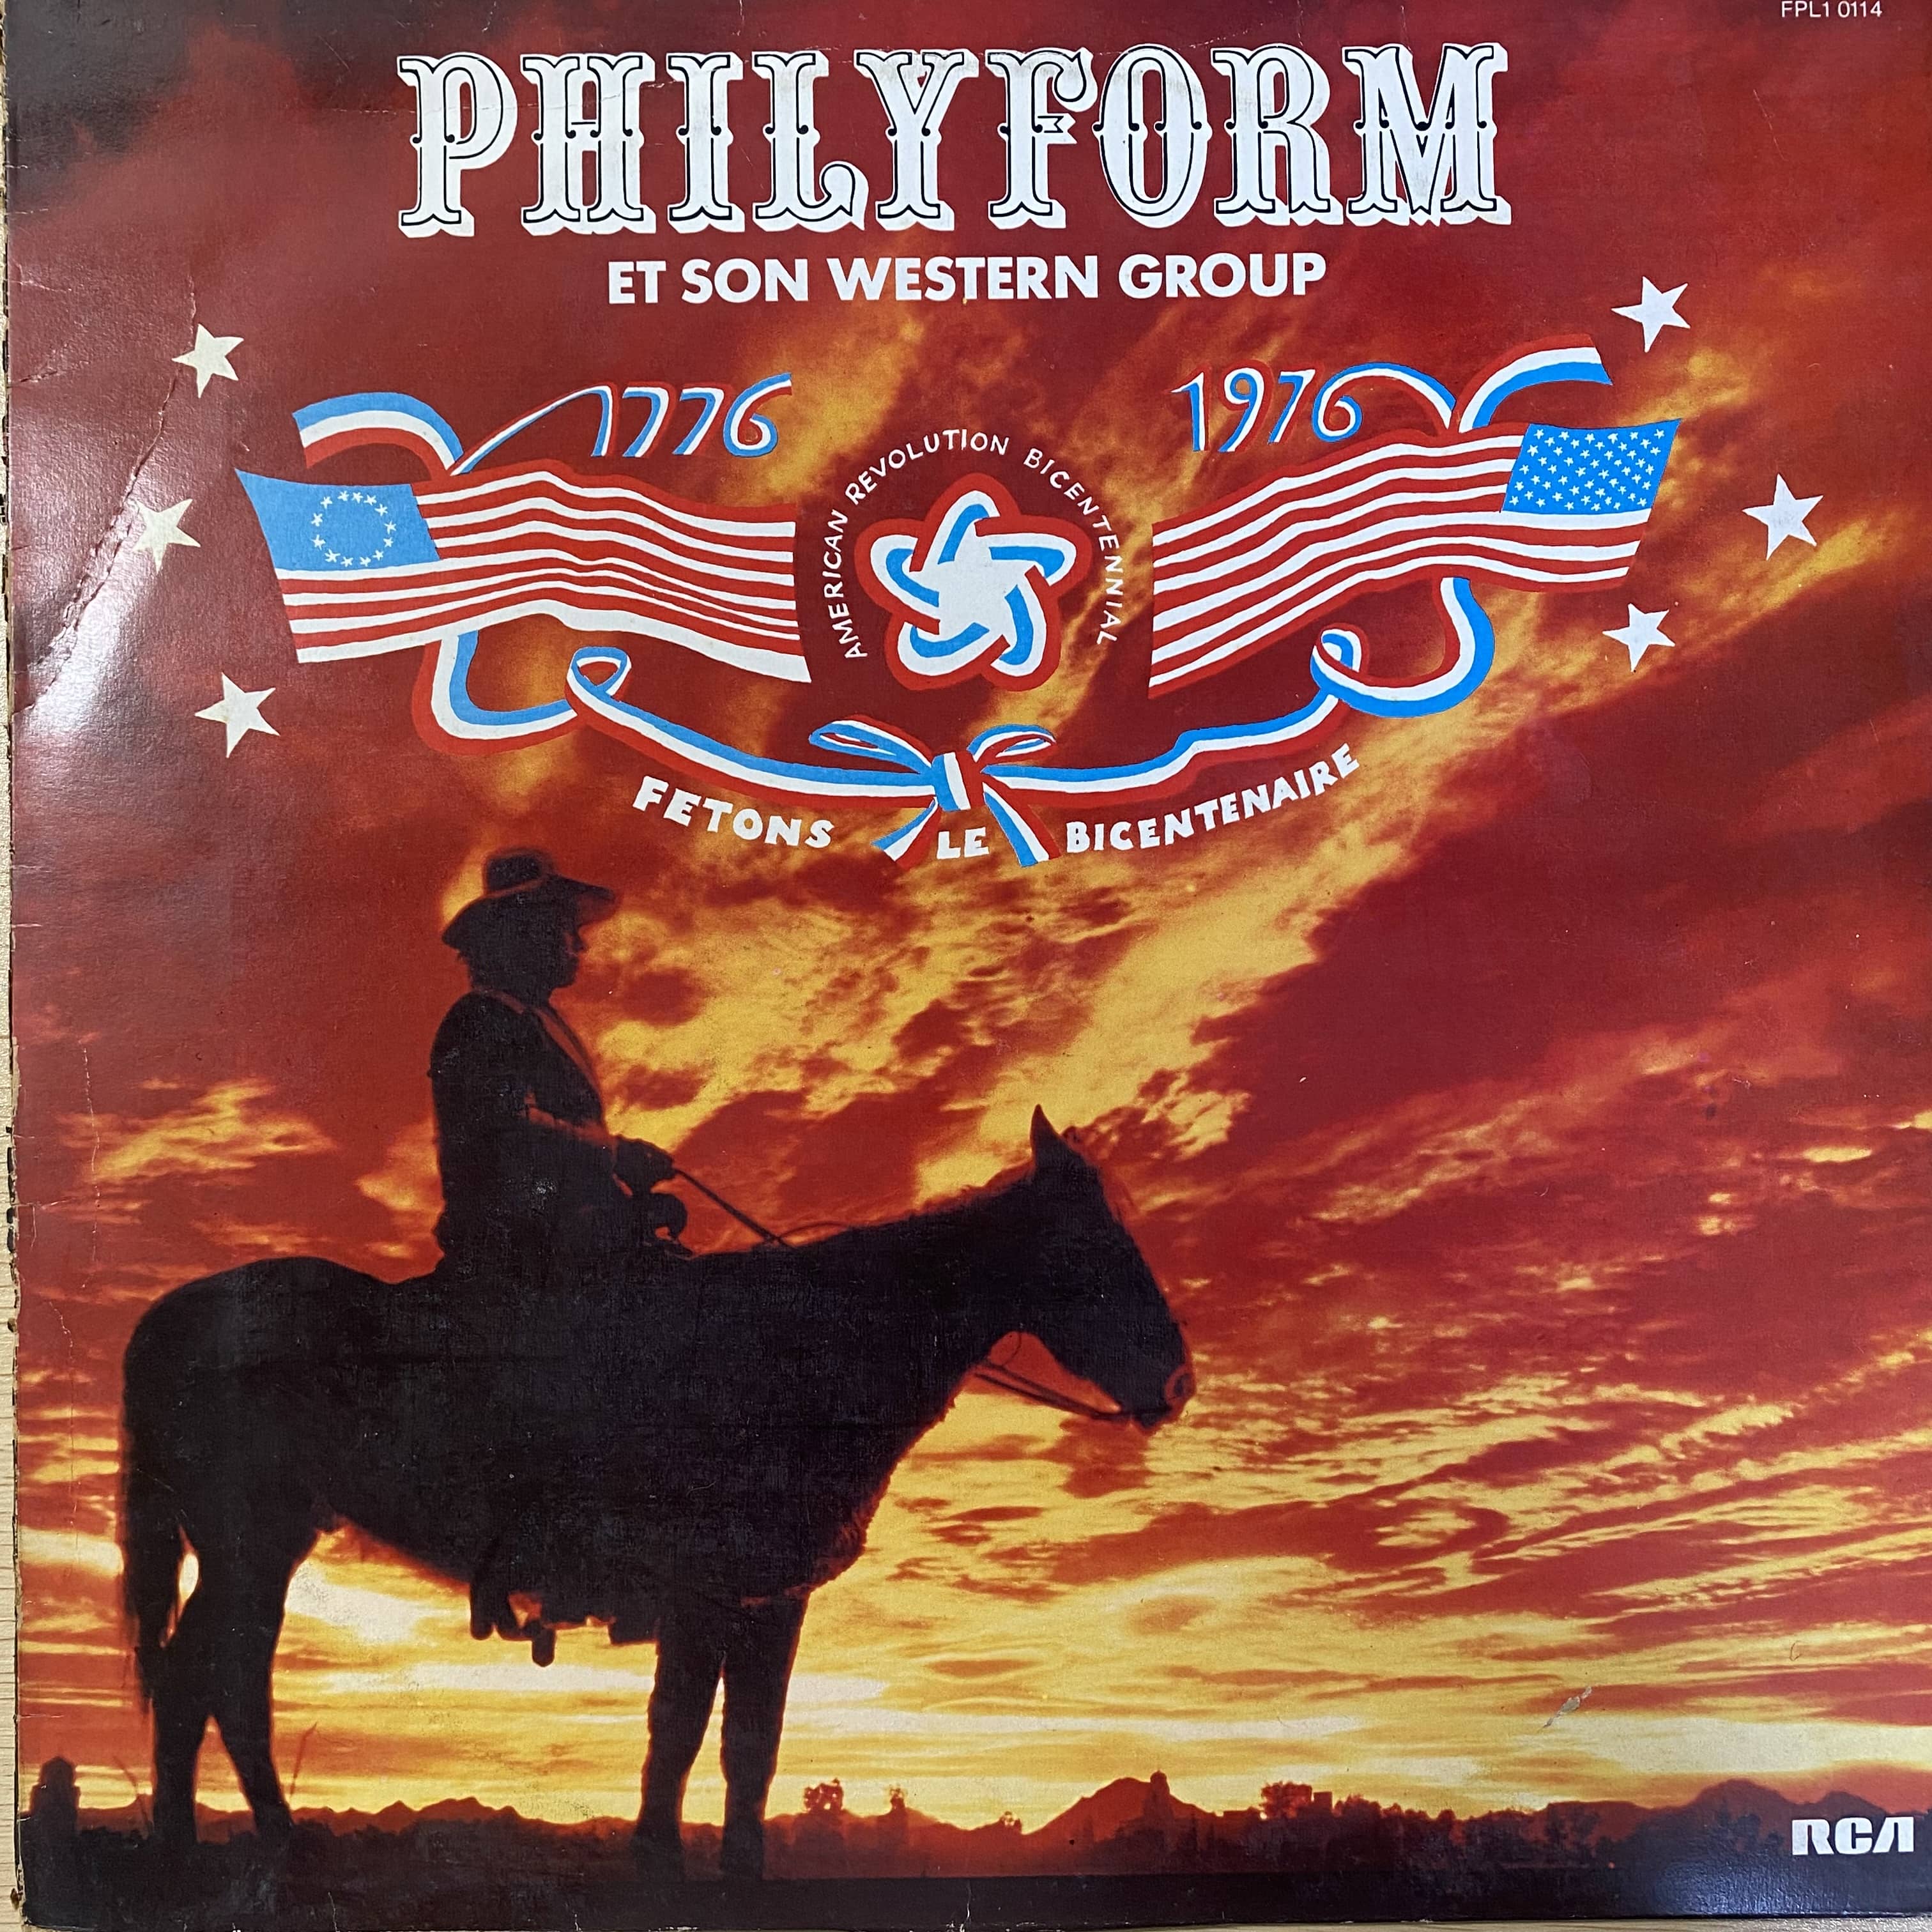 FPL1 0114
PHILYFORM
ET SON WESTERN GROUP
1776
1976
AMERICAN REVOLUTION BICENTENNIAL
FETONS LE BICENTENAIRE
RCA